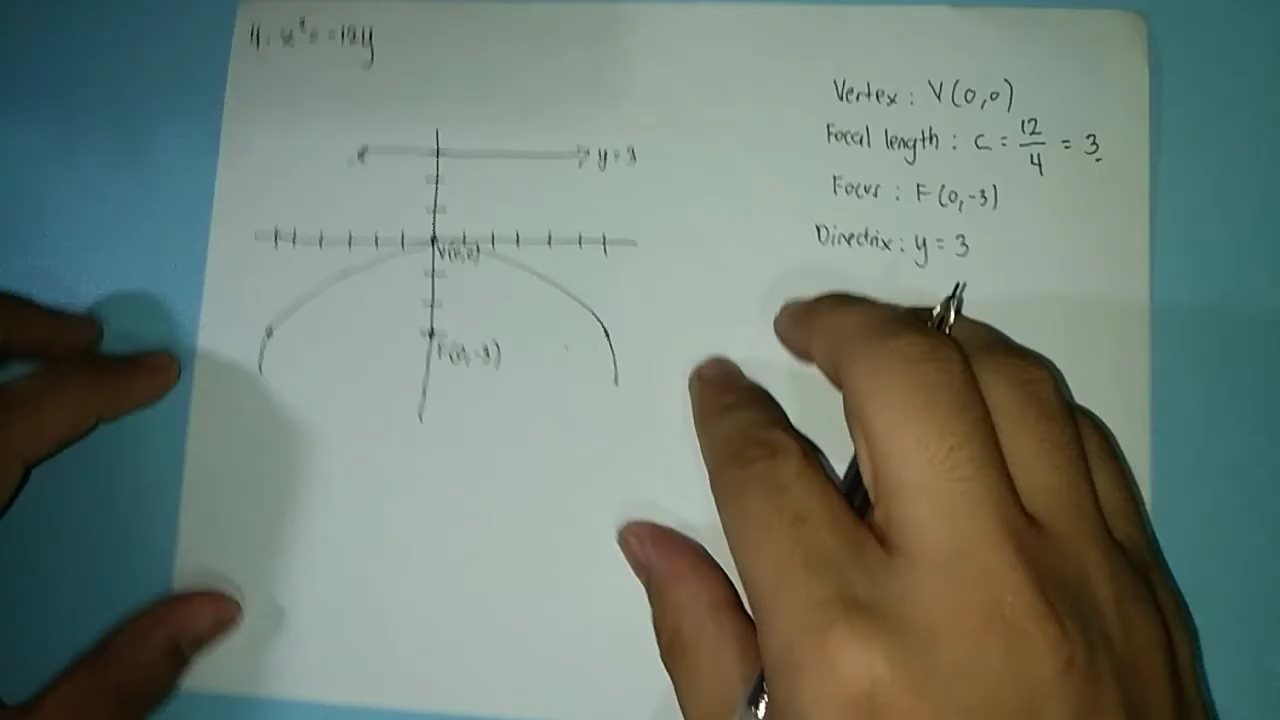 4. x² = -12y
Vertex : V(0,0)
Focal length : c = 12/4 = 3
Focus : F(0,-3)
Directrix : y = 3
y = 3
V(0,0)
F(0,-3)